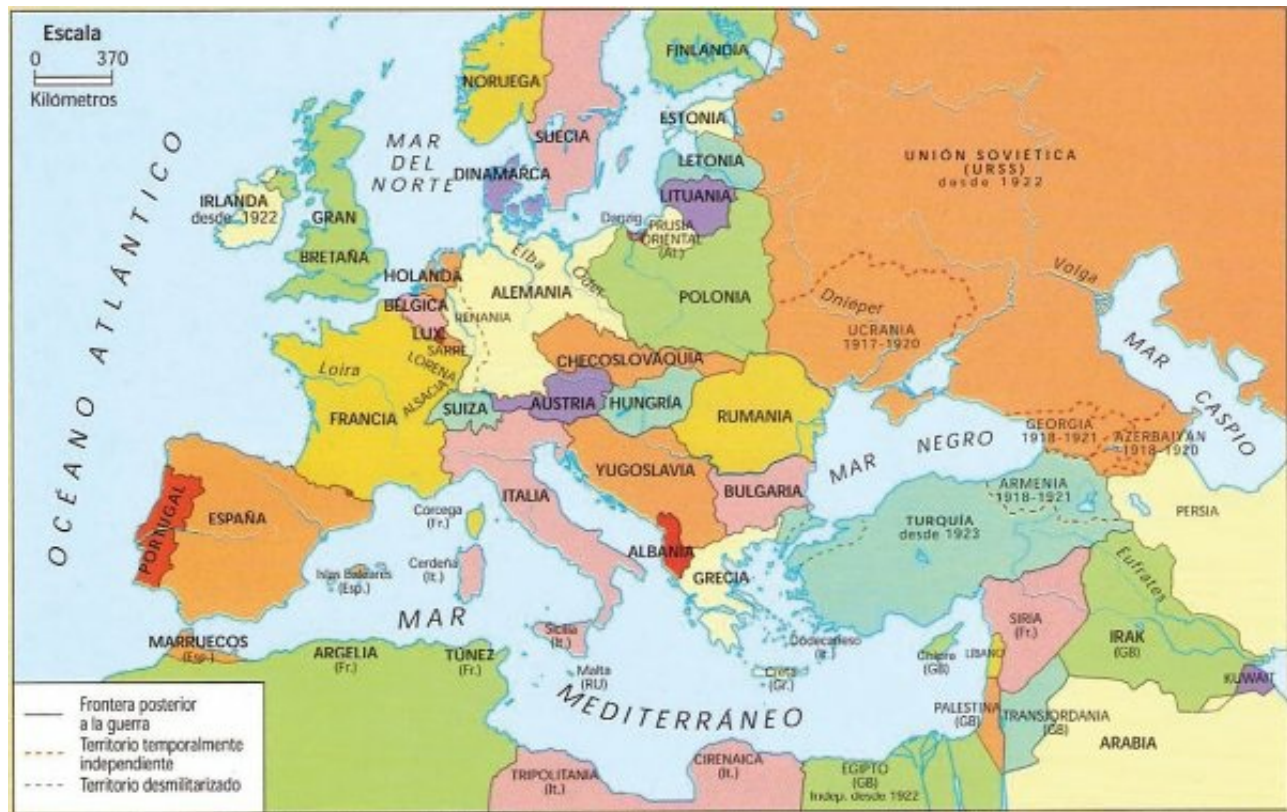 Escala
0 370
Kilómetros
OCÉANO ATLÁNTICO
MAR
DEL
NORTE
NORUEGA
SUECIA
FINLANDIA
ESTONIA
LETONIA
LITUANIA
DINAMARCA
IRLANDA
desde 1922
GRAN
BRETAÑA
HOLANDA
BÉLGICA
LUX
SARRE
LORENA
ALSACIA
RENANIA
ALEMANIA
Elba
Oder
Danzig
PRUSIA
ORIENTAL
(Al.)
POLONIA
UNIÓN SOVIÉTICA
(URSS)
desde 1922
Volga
Dnieper
UCRANIA
1917-1920
MAR
CASPIO
CHECOSLOVAQUIA
Loira
FRANCIA
SUIZA
AUSTRIA
HUNGRÍA
RUMANIA
MAR NEGRO
GEORGIA
1918-1921
AZERBAIYÁN
1918-1920
ARMENIA
1918-1921
PERSIA
YUGOSLAVIA
BULGARIA
ITALIA
PORTUGAL
ESPAÑA
Córcega
(Fr.)
Cerdeña
(It.)
Islas Baleares
(Esp.)
ALBANIA
GRECIA
TURQUÍA
desde 1923
Eufrates
MAR
MEDITERRÁNEO
Sicilia
(It.)
Malta
(RU)
Dodecaneso
(It.)
Creta
(Gr.)
Chipre
(GB)
LÍBANO
SIRIA
(Fr.)
IRAK
(GB)
KUWAIT
PALESTINA
(GB)
TRANSJORDANIA
(GB)
ARABIA
MARRUECOS
(Esp.)
ARGELIA
(Fr.)
TÚNEZ
(Fr.)
TRIPOLITANIA
(It.)
CIRENAICA
(It.)
EGIPTO
(GB)
Indep. desde 1922
Frontera posterior
a la guerra
Territorio temporalmente
independiente
Territorio desmilitarizado